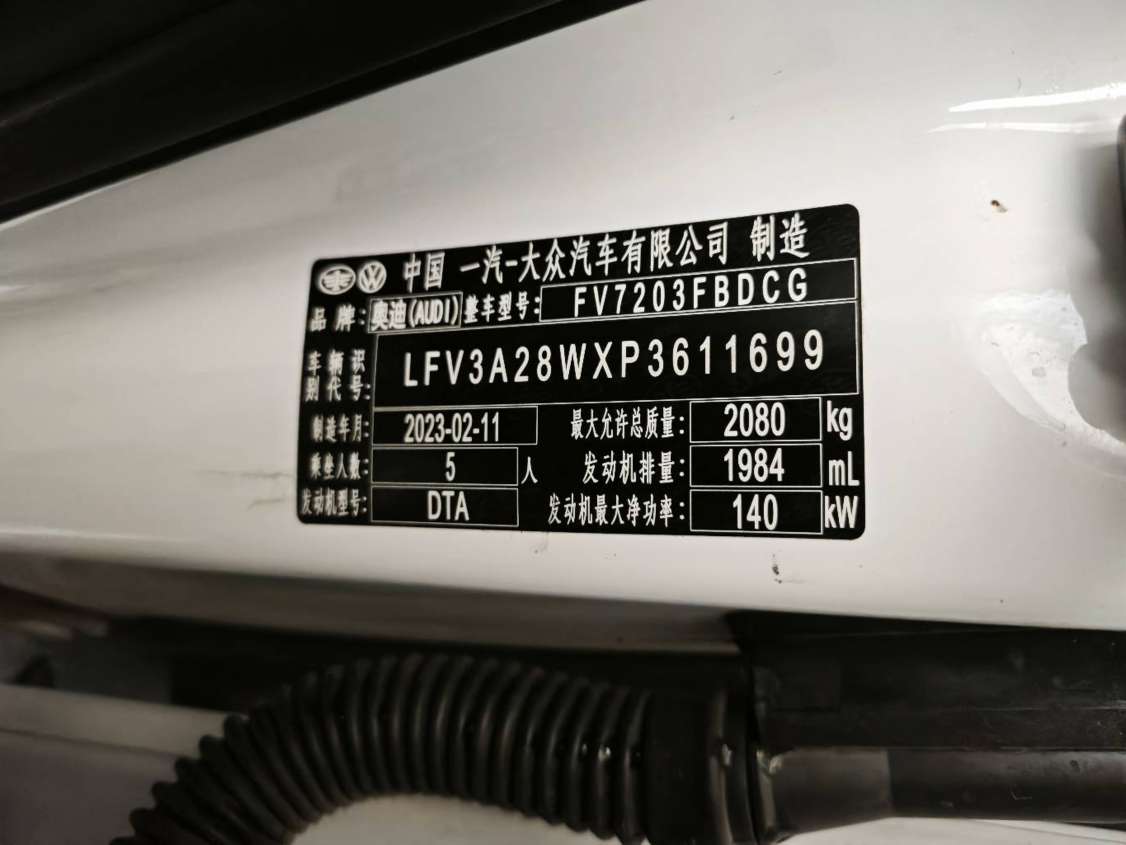 中国 一汽-大众汽车有限公司 制造
品牌: 奥迪(AUDI) 整车型号: FV7203FBDCG
车辆识别代号: LFV3A28WXP3611699
制造年月: 2023-02-11 最大允许总质量: 2080 kg
乘座人数: 5 人 发动机排量: 1984 mL
发动机型号: DTA 发动机最大净功率: 140 kW